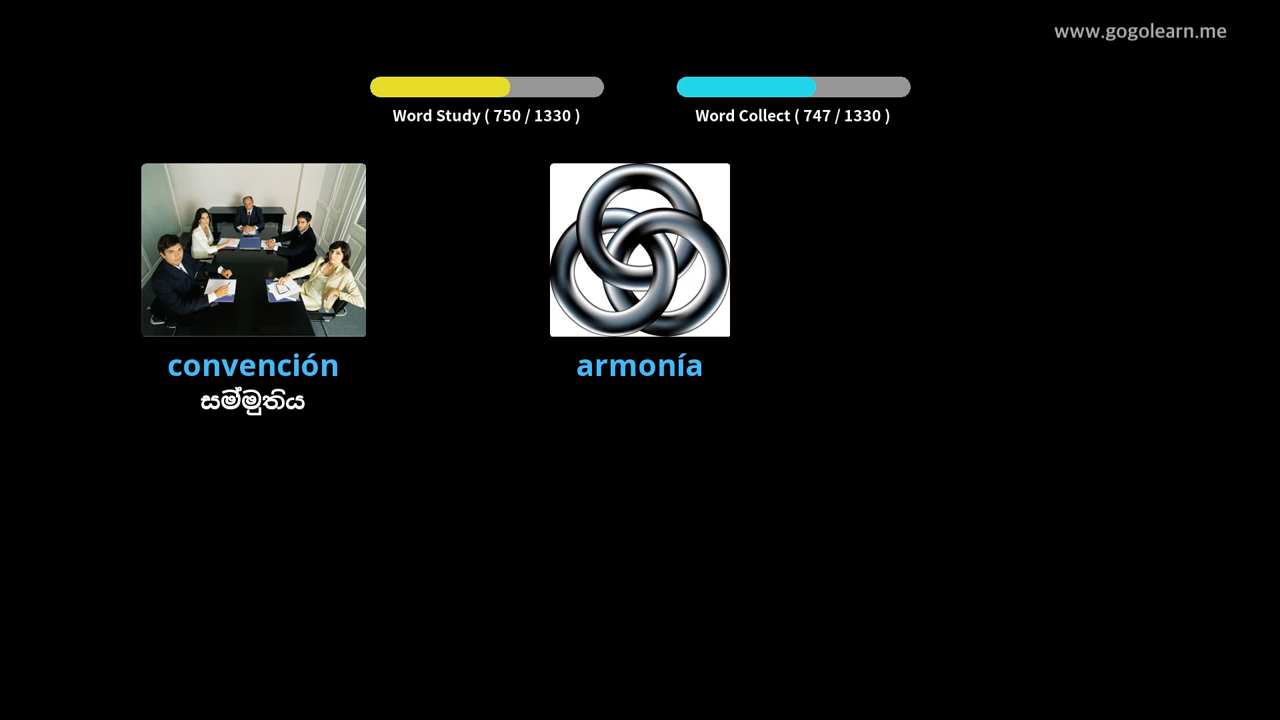 www.gogolearn.me
Word Study ( 750 / 1330 )
Word Collect ( 747 / 1330 )
convención
සම්මුතිය
armonía